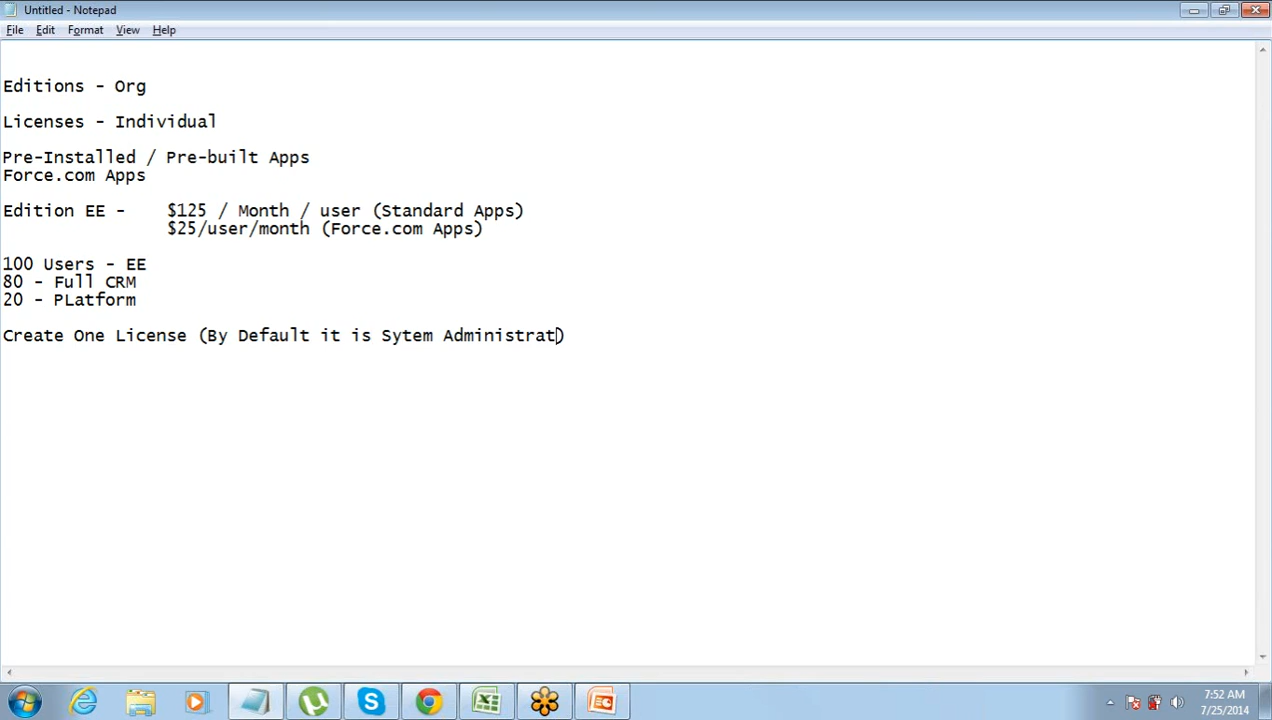 Untitled - Notepad
File Edit Format View Help
Editions - Org
Licenses - Individual
Pre-Installed / Pre-built Apps
Force.com Apps
Edition EE - $125 / Month / user (Standard Apps)
$25/user/month (Force.com Apps)
100 Users - EE
80 - Full CRM
20 - PLatform
Create One License (By Default it is Sytem Administrat)
7:52 AM
7/25/2014